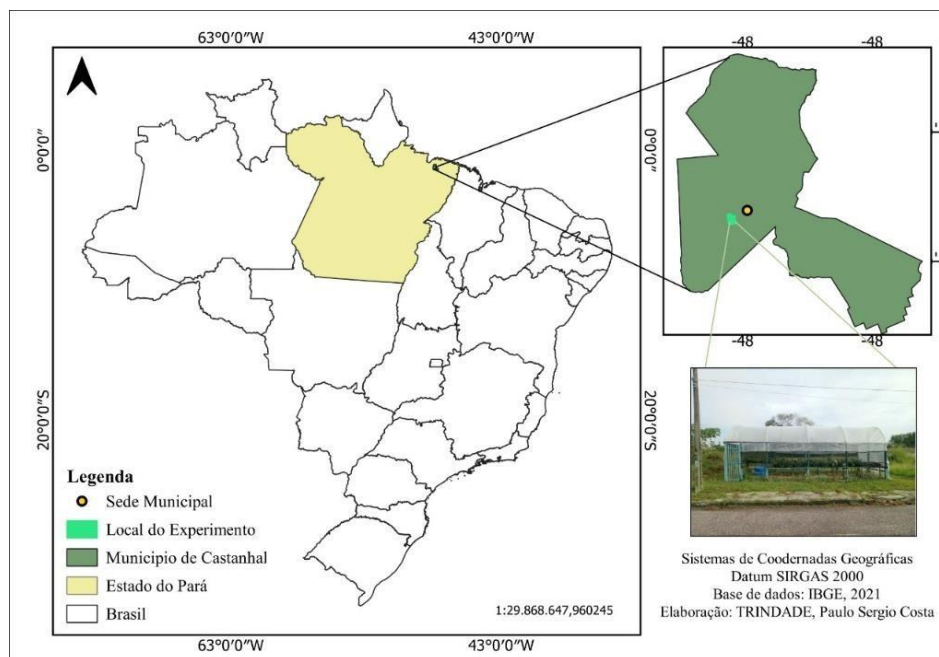 63°0′0″W
43°0′0″W
0°0′0″
20°0′0″S
Legenda
Sede Municipal
Local do Experimento
Municipio de Castanhal
Estado do Pará
Brasil
1:29.868.647,960245
20°0′0″S
63°0′0″W
43°0′0″W
-48
-48
0°0′0″
-
-
-48
-48
Sistemas de Coodernadas Geográficas
Datum SIRGAS 2000
Base de dados: IBGE, 2021
Elaboração: TRINDADE, Paulo Sergio Costa